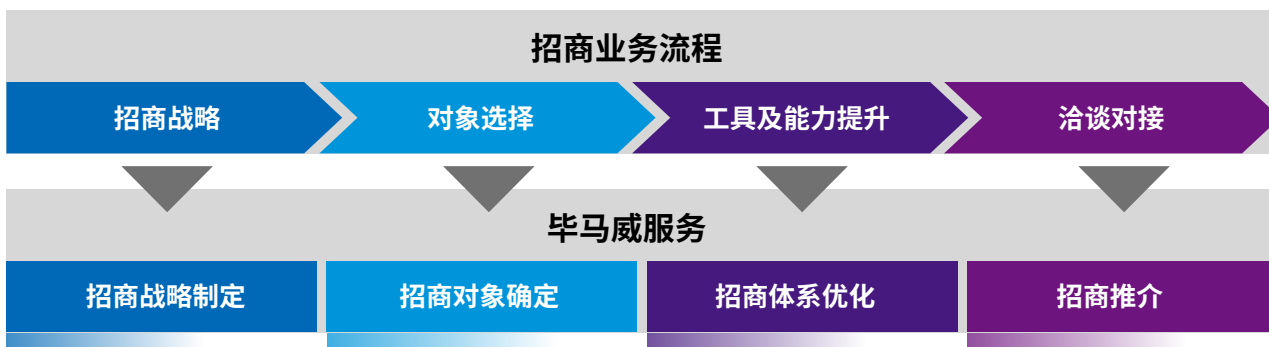 招商业务流程
招商战略
对象选择
工具及能力提升
洽谈对接
毕马威服务
招商战略制定
招商对象确定
招商体系优化
招商推介